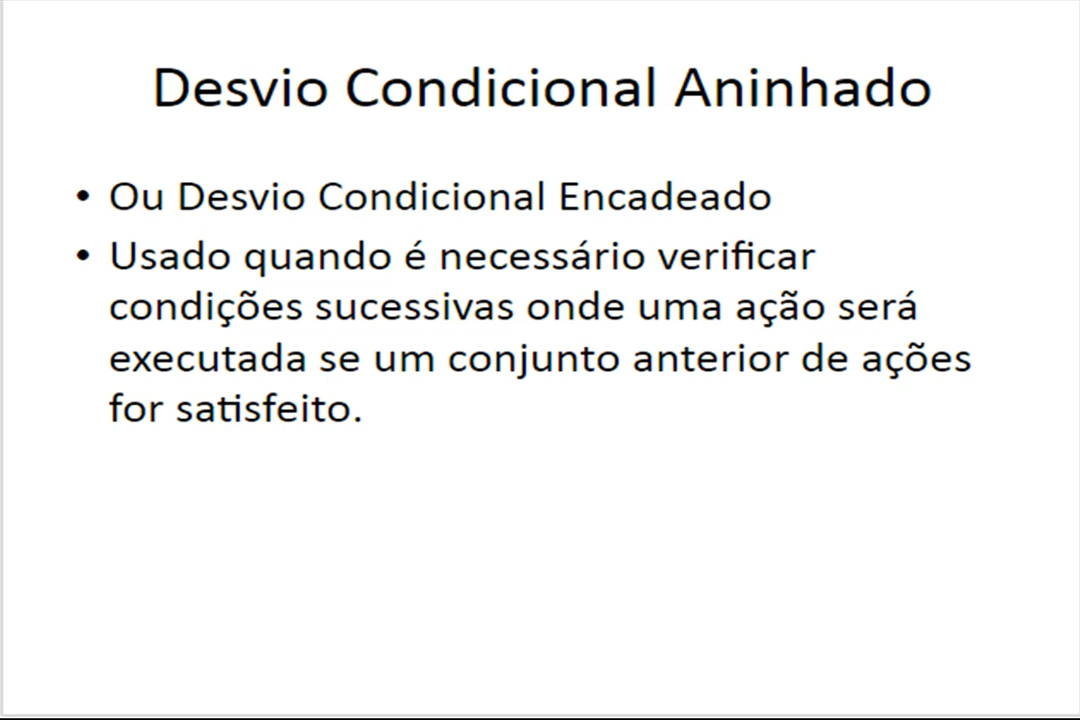 Desvio Condicional Aninhado
• Ou Desvio Condicional Encadeado
• Usado quando é necessário verificar
condições sucessivas onde uma ação será
executada se um conjunto anterior de ações
for satisfeito.